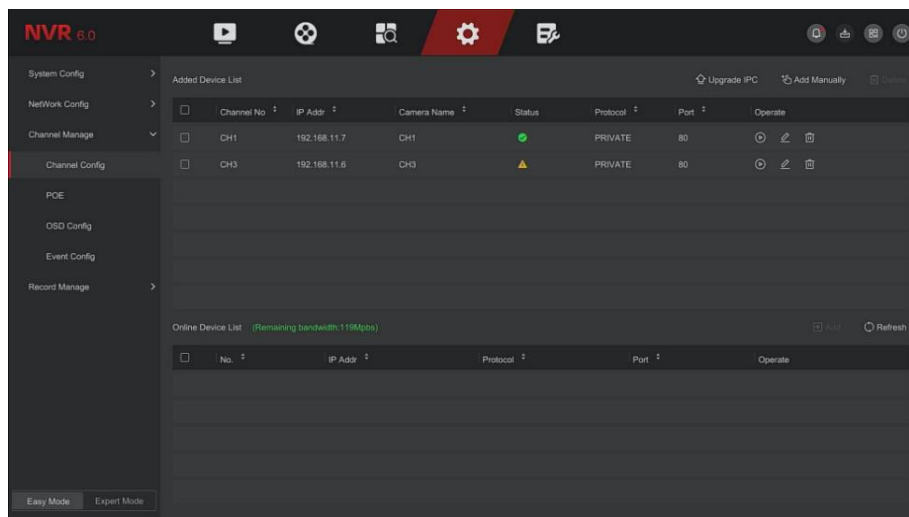 NVR 6.0
System Config
NetWork Config
Channel Manage
Channel Config
POE
OSD Config
Event Config
Record Manage
Easy Mode Expert Mode
Added Device List Upgrade IPC Add Manually Delete
Channel No IP Addr Camera Name Status Protocol Port Operate
CH1 192.168.11.7 CH1 PRIVATE 80
CH3 192.168.11.6 CH3 PRIVATE 80
Online Device List (Remaining bandwidth:119Mpbs) Add Refresh
No. IP Addr Protocol Port Operate